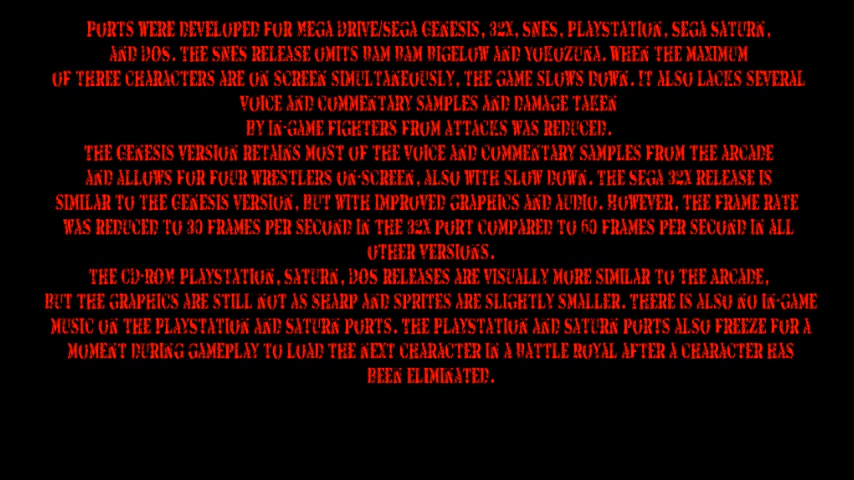 PORTS WERE DEVELOPED FOR MEGA DRIVE/SEGA GENESIS, 32X, SNES, PLAYSTATION, SEGA SATURN,
AND DOS. THE SNES RELEASE OMITS BAM BAM BIGELOW AND YOKOZUNA. WHEN THE MAXIMUM
OF THREE CHARACTERS ARE ON SCREEN SIMULTANEOUSLY, THE GAME SLOWS DOWN. IT ALSO LACKS SEVERAL
VOICE AND COMMENTARY SAMPLES AND DAMAGE TAKEN
BY IN-GAME FIGHTERS FROM ATTACKS WAS REDUCED.
THE GENESIS VERSION RETAINS MOST OF THE VOICE AND COMMENTARY SAMPLES FROM THE ARCADE
AND ALLOWS FOR FOUR WRESTLERS ON-SCREEN, ALSO WITH SLOW DOWN. THE SEGA 32X RELEASE IS
SIMILAR TO THE GENESIS VERSION, BUT WITH IMPROVED GRAPHICS AND AUDIO. HOWEVER, THE FRAME RATE
WAS REDUCED TO 30 FRAMES PER SECOND IN THE 32X PORT COMPARED TO 60 FRAMES PER SECOND IN ALL
OTHER VERSIONS.
THE CD-ROM PLAYSTATION, SATURN, DOS RELEASES ARE VISUALLY MORE SIMILAR TO THE ARCADE,
BUT THE GRAPHICS ARE STILL NOT AS SHARP AND SPRITES ARE SLIGHTLY SMALLER. THERE IS ALSO NO IN-GAME
MUSIC ON THE PLAYSTATION AND SATURN PORTS. THE PLAYSTATION AND SATURN PORTS ALSO FREEZE FOR A
MOMENT DURING GAMEPLAY TO LOAD THE NEXT CHARACTER IN A BATTLE ROYAL AFTER A CHARACTER HAS
BEEN ELIMINATED.